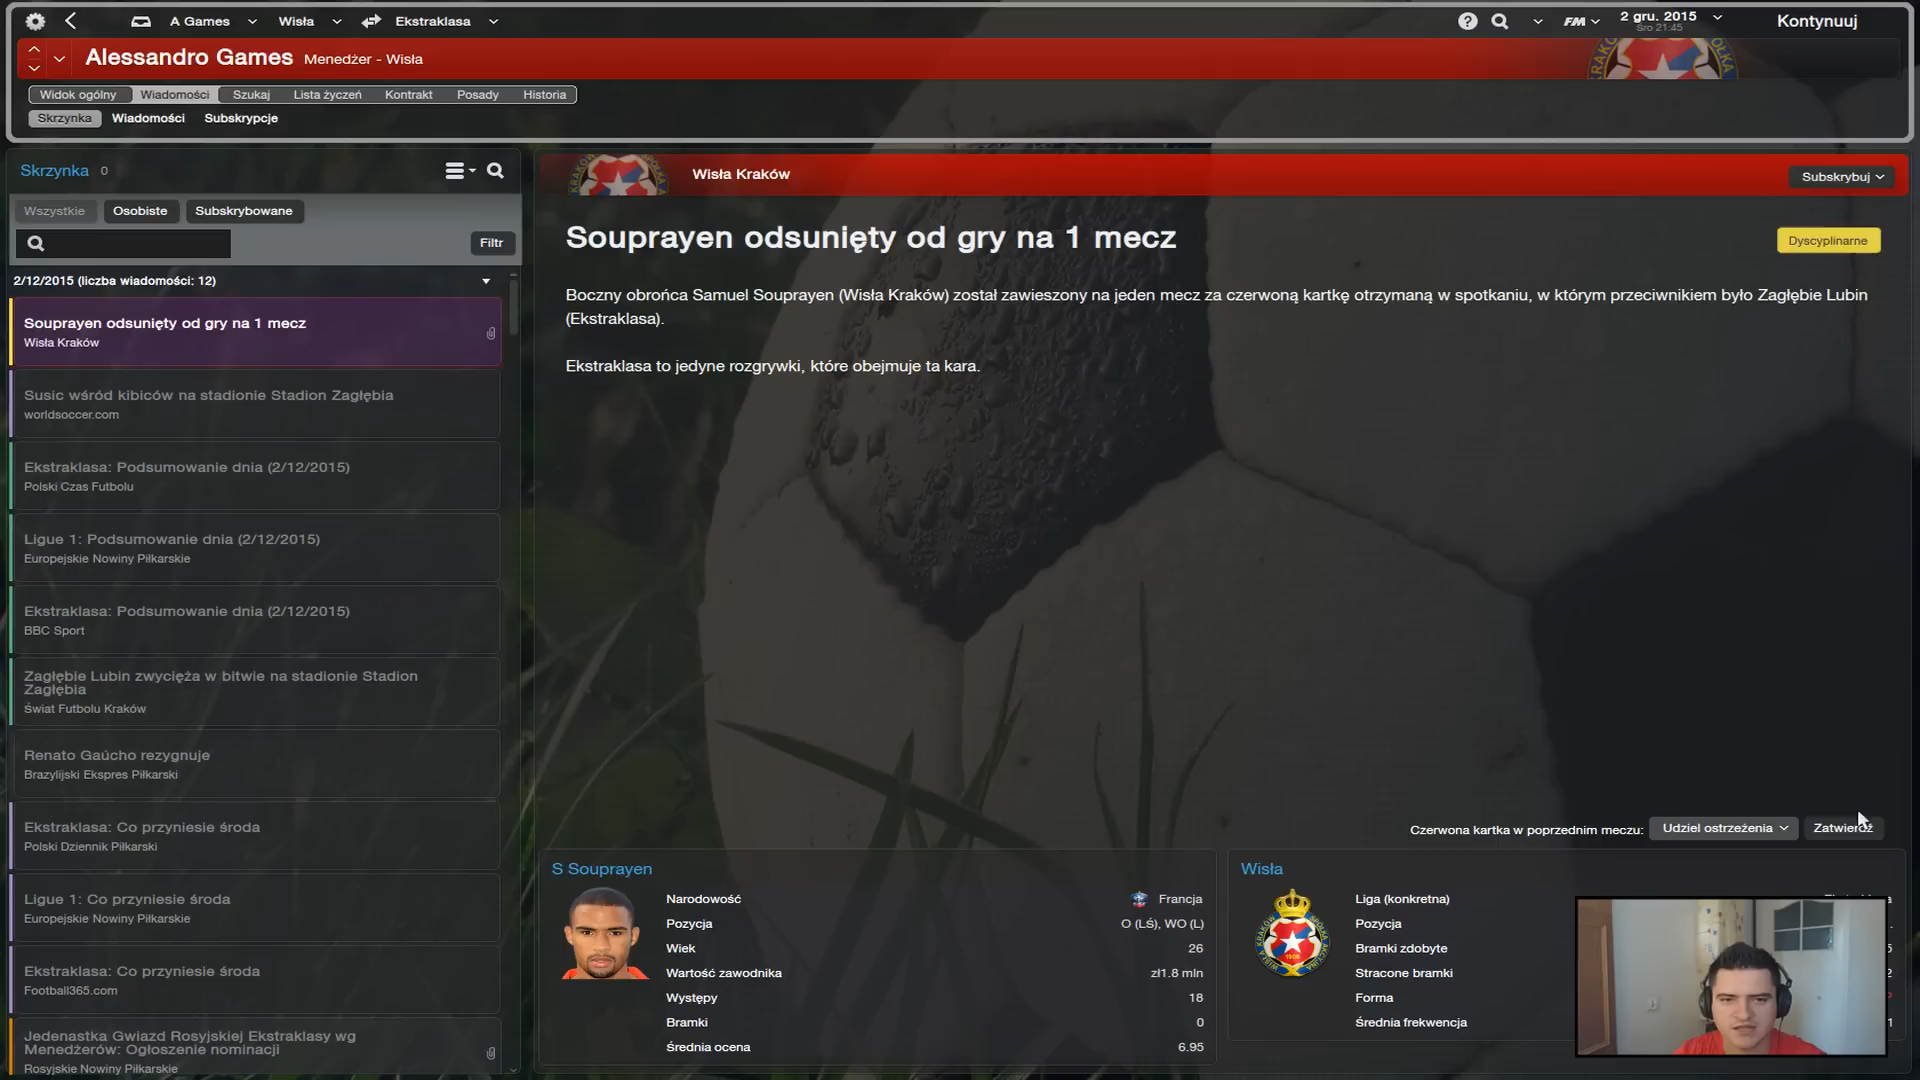 A Games
Wisła
Ekstraklasa
FM
2 gru. 2015
Śro 21:45
Kontynuuj
Alessandro Games Menedżer - Wisła
Widok ogólny Wiadomości Szukaj Lista życzeń Kontrakt Posady Historia
Skrzynka Wiadomości Subskrypcje
Skrzynka 0
Wszystkie Osobiste Subskrybowane
Filtr
2/12/2015 (liczba wiadomości: 12)
Souprayen odsunięty od gry na 1 mecz
Wisła Kraków
Susic wśród kibiców na stadionie Stadion Zagłębia
worldsoccer.com
Ekstraklasa: Podsumowanie dnia (2/12/2015)
Polski Czas Futbolu
Ligue 1: Podsumowanie dnia (2/12/2015)
Europejskie Nowiny Piłkarskie
Ekstraklasa: Podsumowanie dnia (2/12/2015)
BBC Sport
Zagłębie Lubin zwycięża w bitwie na stadionie Stadion
Zagłębia
Świat Futbolu Kraków
Renato Gaúcho rezygnuje
Brazylijski Ekspres Piłkarski
Ekstraklasa: Co przyniesie środa
Polski Dziennik Piłkarski
Ligue 1: Co przyniesie środa
Europejskie Nowiny Piłkarskie
Ekstraklasa: Co przyniesie środa
Football365.com
Jedenastka Gwiazd Rosyjskiej Ekstraklasy wg
Menedżerów: Ogłoszenie nominacji
Rosyjskie Nowiny Piłkarskie
Wisła Kraków
Subskrybuj
Souprayen odsunięty od gry na 1 mecz
Dyscyplinarne
Boczny obrońca Samuel Souprayen (Wisła Kraków) został zawieszony na jeden mecz za czerwoną kartkę otrzymaną w spotkaniu, w którym przeciwnikiem było Zagłębie Lubin
(Ekstraklasa).
Ekstraklasa to jedyne rozgrywki, które obejmuje ta kara.
Czerwona kartka w poprzednim meczu: Udziel ostrzeżenia Zatwierdź
S Souprayen
Narodowość Francja
Pozycja O (LŚ), WO (L)
Wiek 26
Wartość zawodnika zł1.8 mln
Występy 18
Bramki 0
Średnia ocena 6.95
Wisła
Liga (konkretna)
Pozycja
Bramki zdobyte
Stracone bramki
Forma
Średnia frekwencja